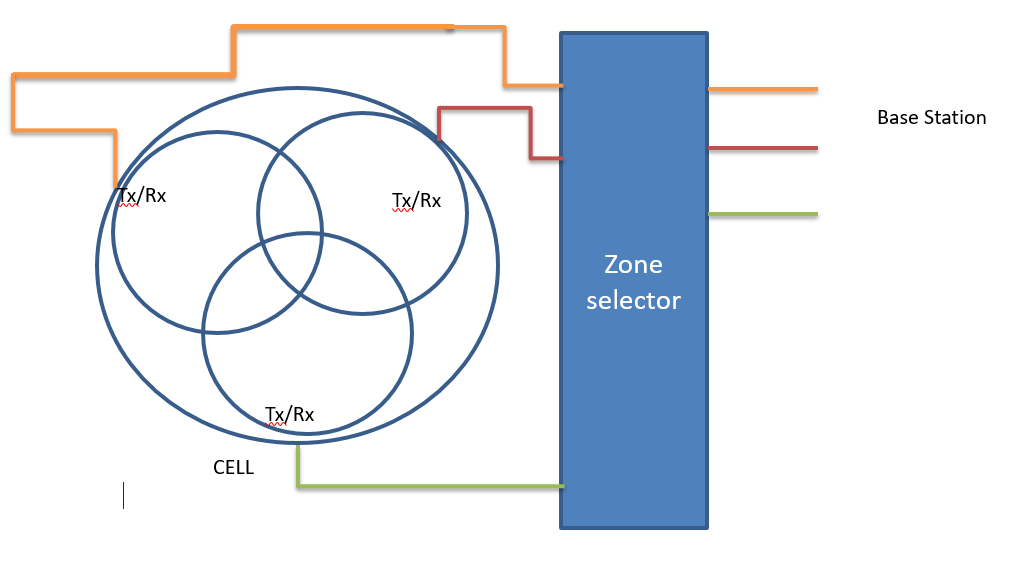 Base Station
Tx/Rx
Tx/Rx
Zone
selector
Tx/Rx
CELL